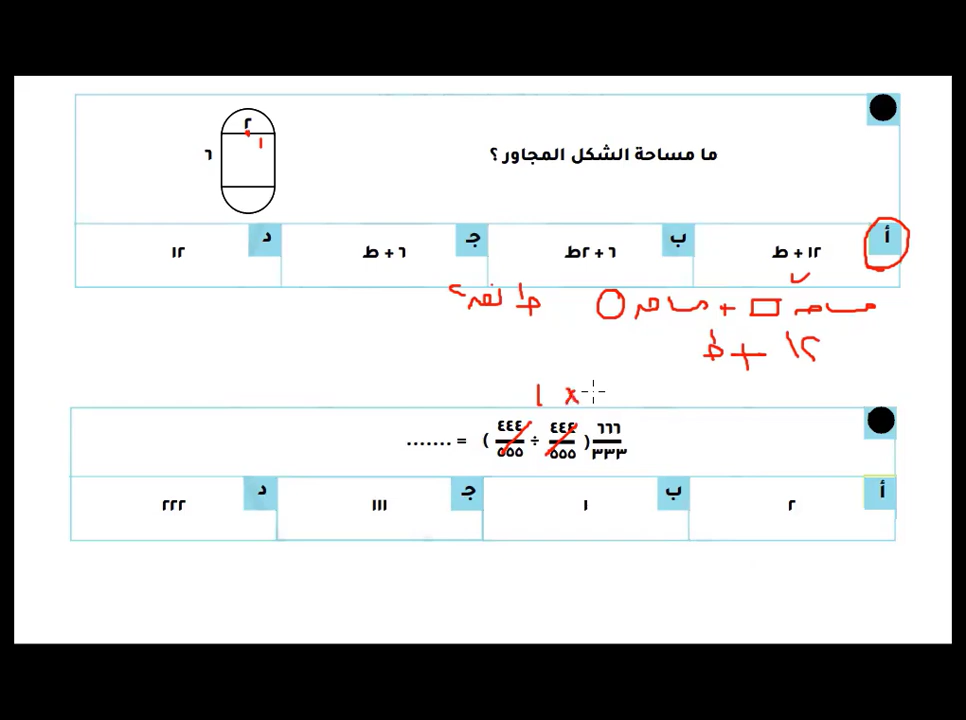 ما مساحة الشكل المجاور ؟
٢
١
٦
أ
١٢ + ط
ب
٦ + ٢ط
جـ
٦ + ط
د
١٢
مساحة □ + مساحة ○
ط نق٢
١٢ + ط
× ١
٦٦٦/٣٣٣ ( ٤٤٤/٥٥٥ ÷ ٤٤٤/٥٥٥ ) = .......
أ
٢
ب
١
جـ
١١١
د
٢٢٢